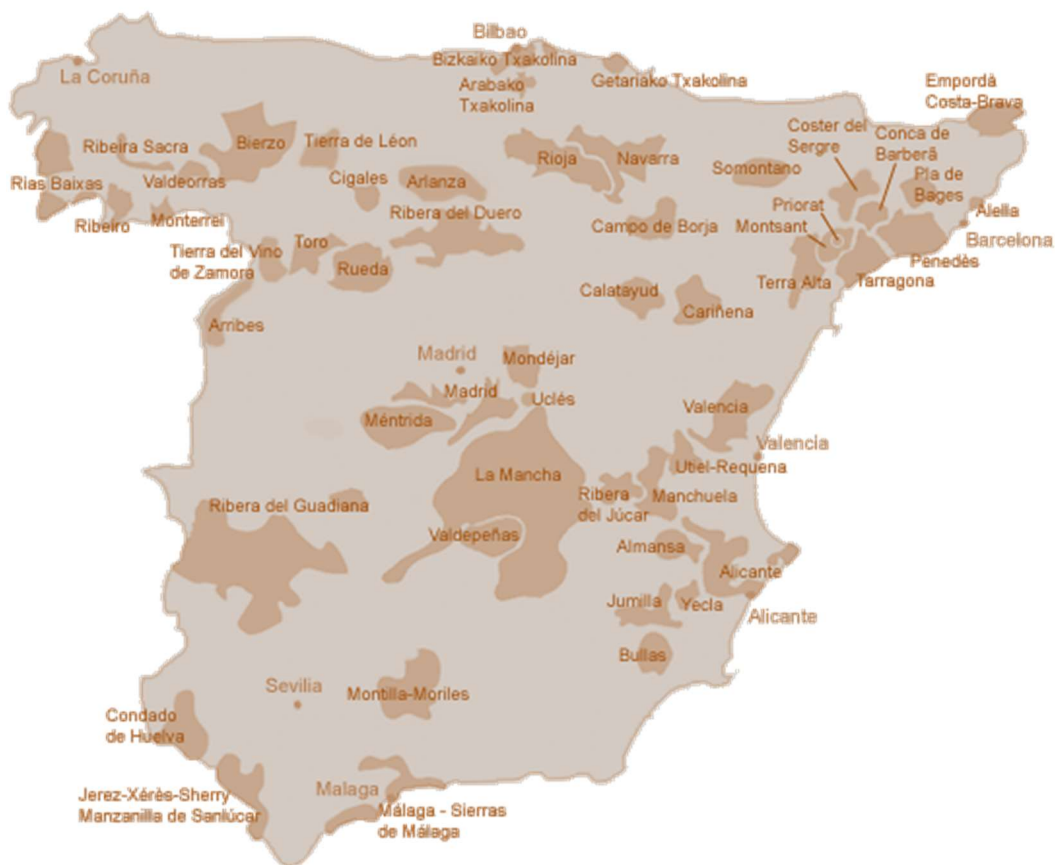 Bilbao
Bizkaiko Txakolina
La Coruña
Getariako Txakolina
Arabako
Txakolina
Empordà
Costa-Brava
Coster del
Sergre
Conca de
Barberã
Ribeira Sacra
Bierzo
Tierra de Léon
Rioja
Navarra
Somontano
Pla de
Bages
Rias Baixas
Valdeorras
Cigales
Arlanza
Priorat
Alella
Ribeiro
Monterrei
Ribera del Duero
Campo de Borja
Montsant
Barcelona
Tierra del Vino
de Zamora
Toro
Rueda
Penedès
Terra Alta
Tarragona
Calatayud
Cariñena
Arribes
Madrid
Mondéjar
Madrid
Uclés
Méntrida
Valencia
Valencia
La Mancha
Utiel-Requena
Ribera
del Júcar
Manchuela
Ribera del Guadiana
Valdepeñas
Almansa
Alicante
Jumilla
Yecla
Alicante
Bullas
Sevilia
Montilla-Moriles
Condado
de Huelva
Jerez-Xérès-Sherry
Manzanilla de Sanlúcar
Malaga
Málaga - Sierras
de Málaga